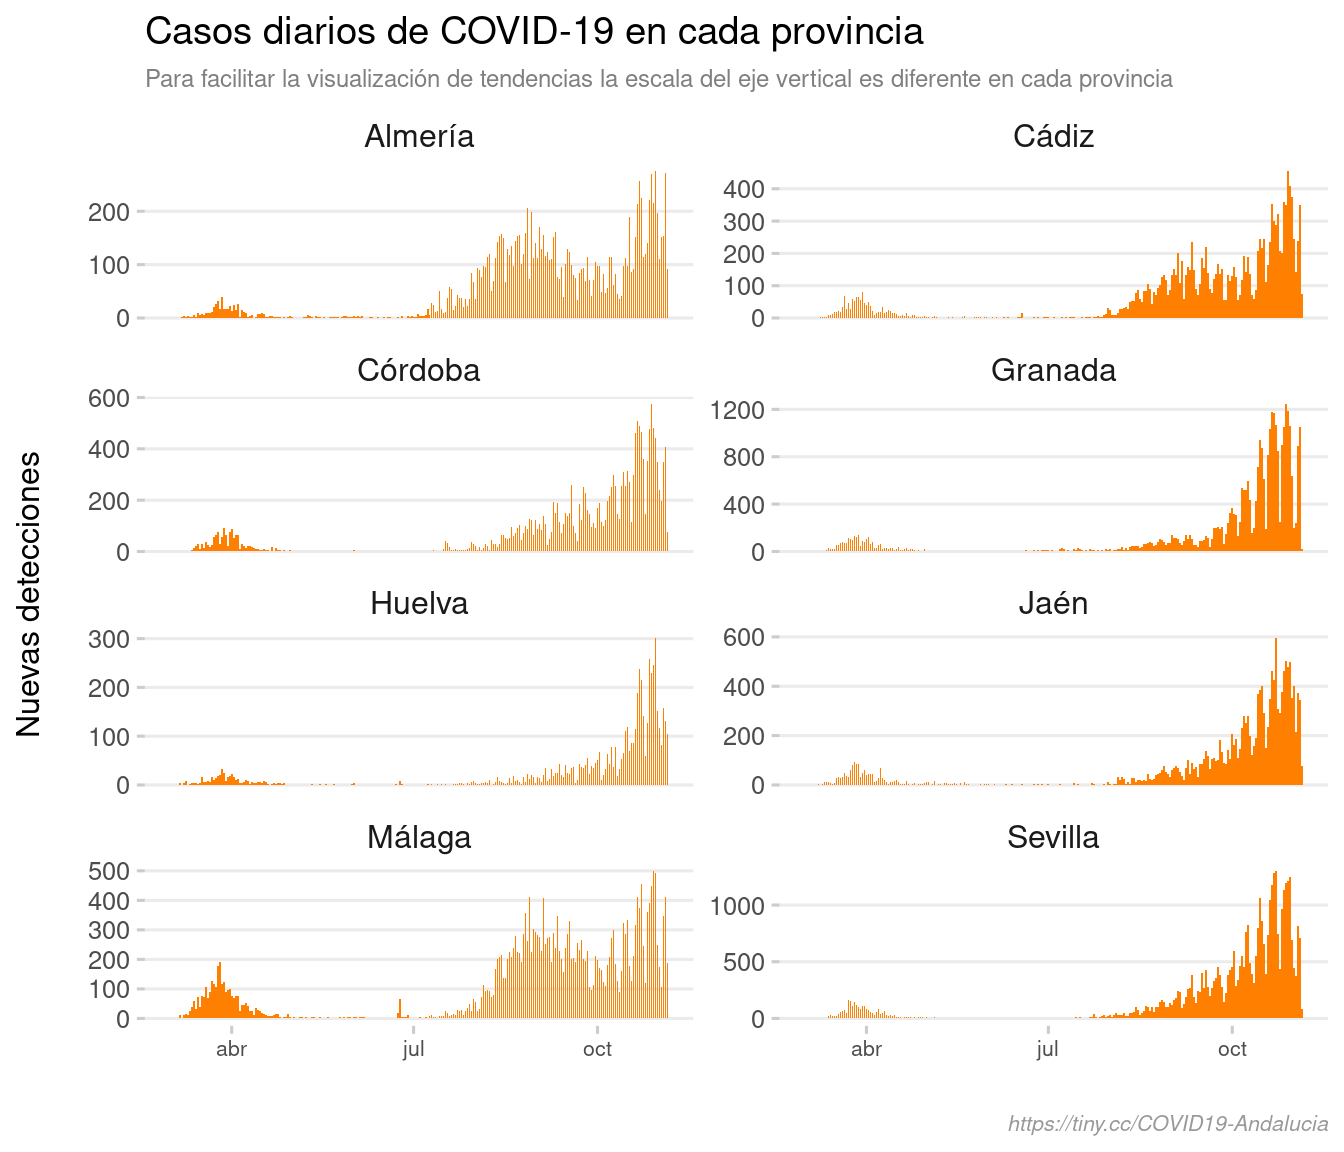 Casos diarios de COVID-19 en cada provincia
Para facilitar la visualización de tendencias la escala del eje vertical es diferente en cada provincia
Nuevas detecciones
Almería
200
100
0
Cádiz
400
300
200
100
0
Córdoba
600
400
200
0
Granada
1200
800
400
0
Huelva
300
200
100
0
Jaén
600
400
200
0
Málaga
500
400
300
200
100
0
abr
jul
oct
Sevilla
1000
500
0
abr
jul
oct
https://tiny.cc/COVID19-Andalucia